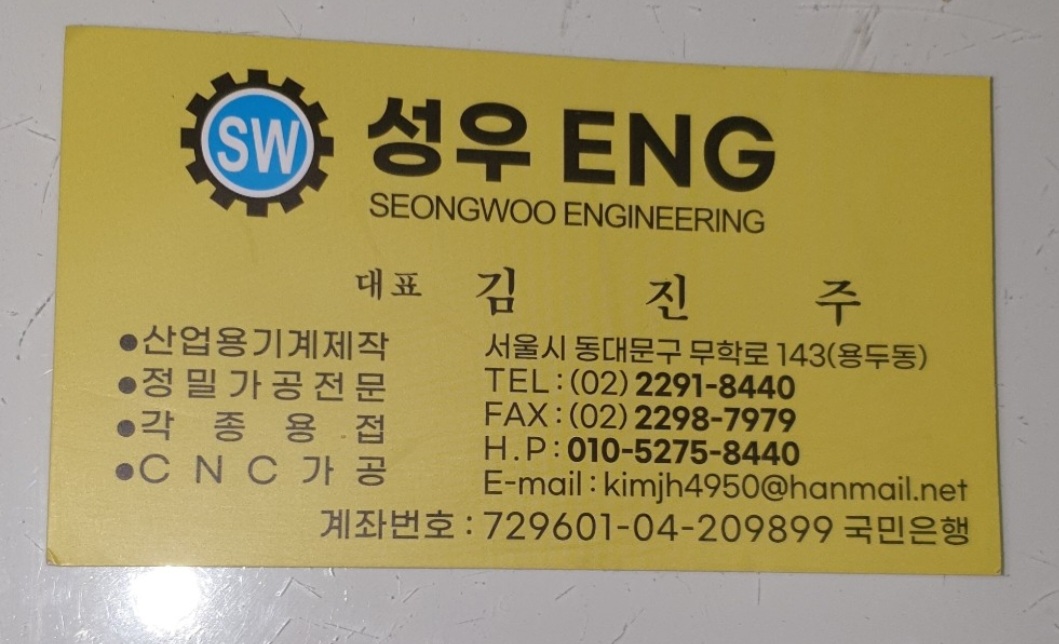 SW
성우 ENG
SEONGWOO ENGINEERING
대표 김 진 주
●산업용기계제작
●정밀가공전문
●각 종 용 접
●C N C 가 공
서울시 동대문구 무학로 143(용두동)
TEL : (02) 2291-8440
FAX : (02) 2298-7979
H.P : 010-5275-8440
E-mail : kimjh4950@hanmail.net
계좌번호 : 729601-04-209899 국민은행